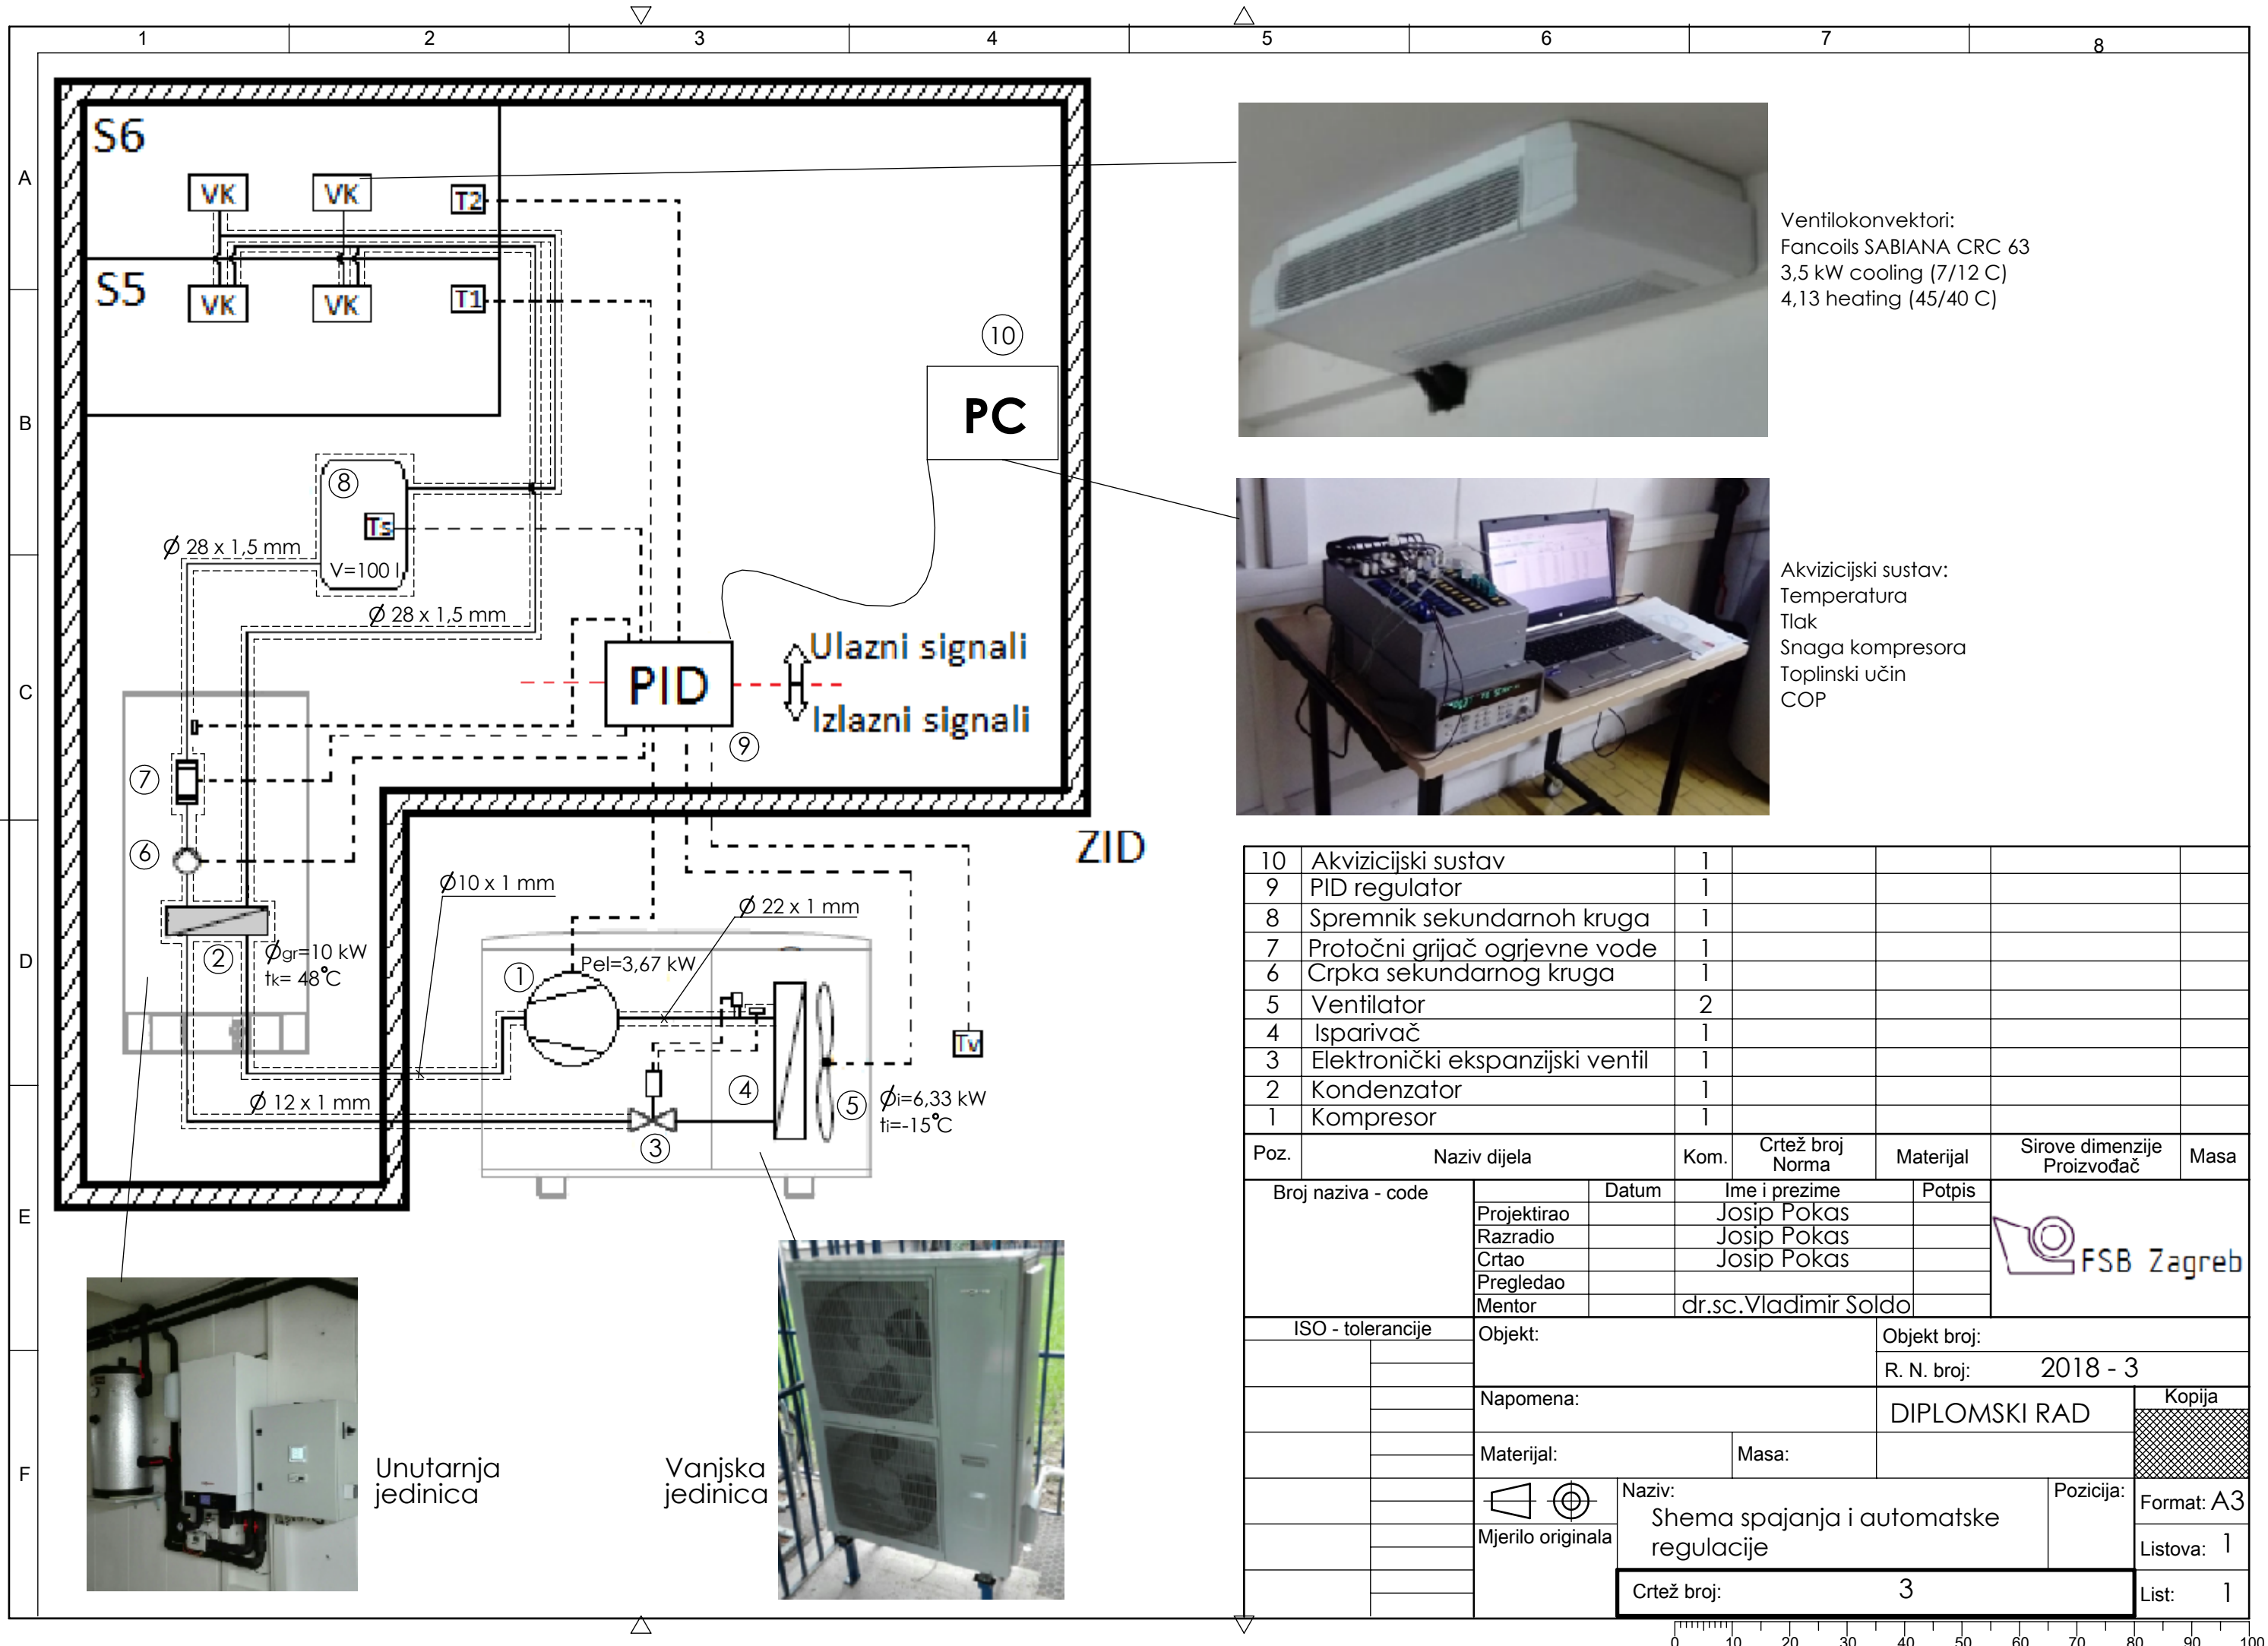 1 2 3 4 5 6 7 8
A
B
C
D
E
F
S6
VK VK T2
S5
VK VK T1
10
PC
8
Ts
V=100 l
Ø 28 x 1,5 mm
Ø 28 x 1,5 mm
PID
Ulazni signali
Izlazni signali
9
7
6
2
Øgr=10 kW
tk= 48°C
Ø10 x 1 mm
Ø 22 x 1 mm
ZID
1
Pel=3,67 kW
Tv
4
5
Øi=6,33 kW
ti=-15°C
Ø 12 x 1 mm
3
Unutarnja
jedinica
Vanjska
jedinica
Ventilokonvektori:
Fancoils SABIANA CRC 63
3,5 kW cooling (7/12 C)
4,13 heating (45/40 C)
Akvizicijski sustav:
Temperatura
Tlak
Snaga kompresora
Toplinski učin
COP
10 Akvizicijski sustav 1
9 PID regulator 1
8 Spremnik sekundarnoh kruga 1
7 Protočni grijač ogrjevne vode 1
6 Crpka sekundarnog kruga 1
5 Ventilator 2
4 Isparivač 1
3 Elektronički ekspanzijski ventil 1
2 Kondenzator 1
1 Kompresor 1
Poz. Naziv dijela Kom. Crtež broj Norma Materijal Sirove dimenzije Proizvođač Masa
Broj naziva - code
Datum Ime i prezime Potpis
Projektirao Josip Pokas
Razradio Josip Pokas
Crtao Josip Pokas
Pregledao
Mentor dr.sc.Vladimir Soldo
FSB Zagreb
ISO - tolerancije
Objekt:
Objekt broj:
R. N. broj: 2018 - 3
Napomena:
DIPLOMSKI RAD
Kopija
Materijal: Masa:
Naziv:
Shema spajanja i automatske
regulacije
Pozicija:
Format: A3
Mjerilo originala
Listova: 1
Crtež broj: 3
List: 1
0 10 20 30 40 50 60 70 80 90 100